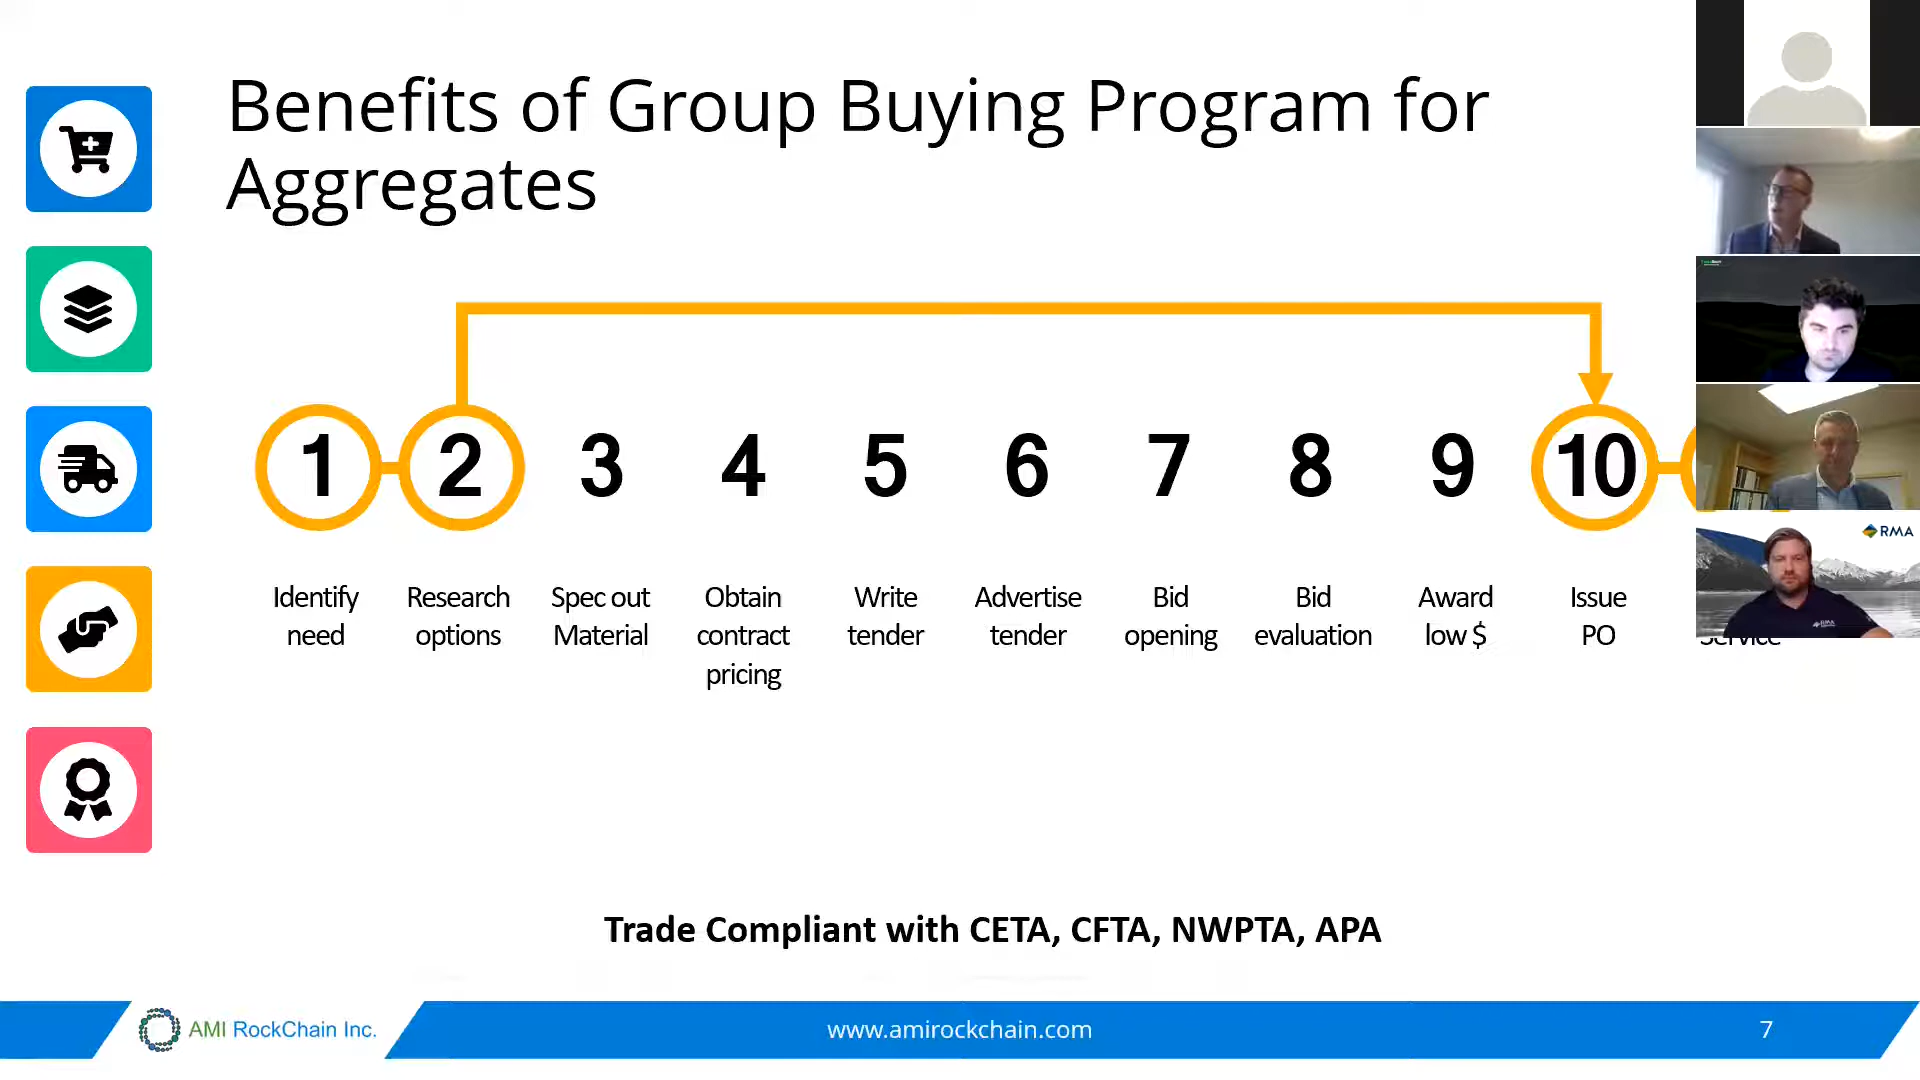 Benefits of Group Buying Program for
Aggregates
1 2 3 4 5 6 7 8 9 10
Identify need
Research options
Spec out Material
Obtain contract pricing
Write tender
Advertise tender
Bid opening
Bid evaluation
Award low $
Issue PO
Service
RMA
RMA
Trade Compliant with CETA, CFTA, NWPTA, APA
AMI RockChain Inc.
www.amirockchain.com
7